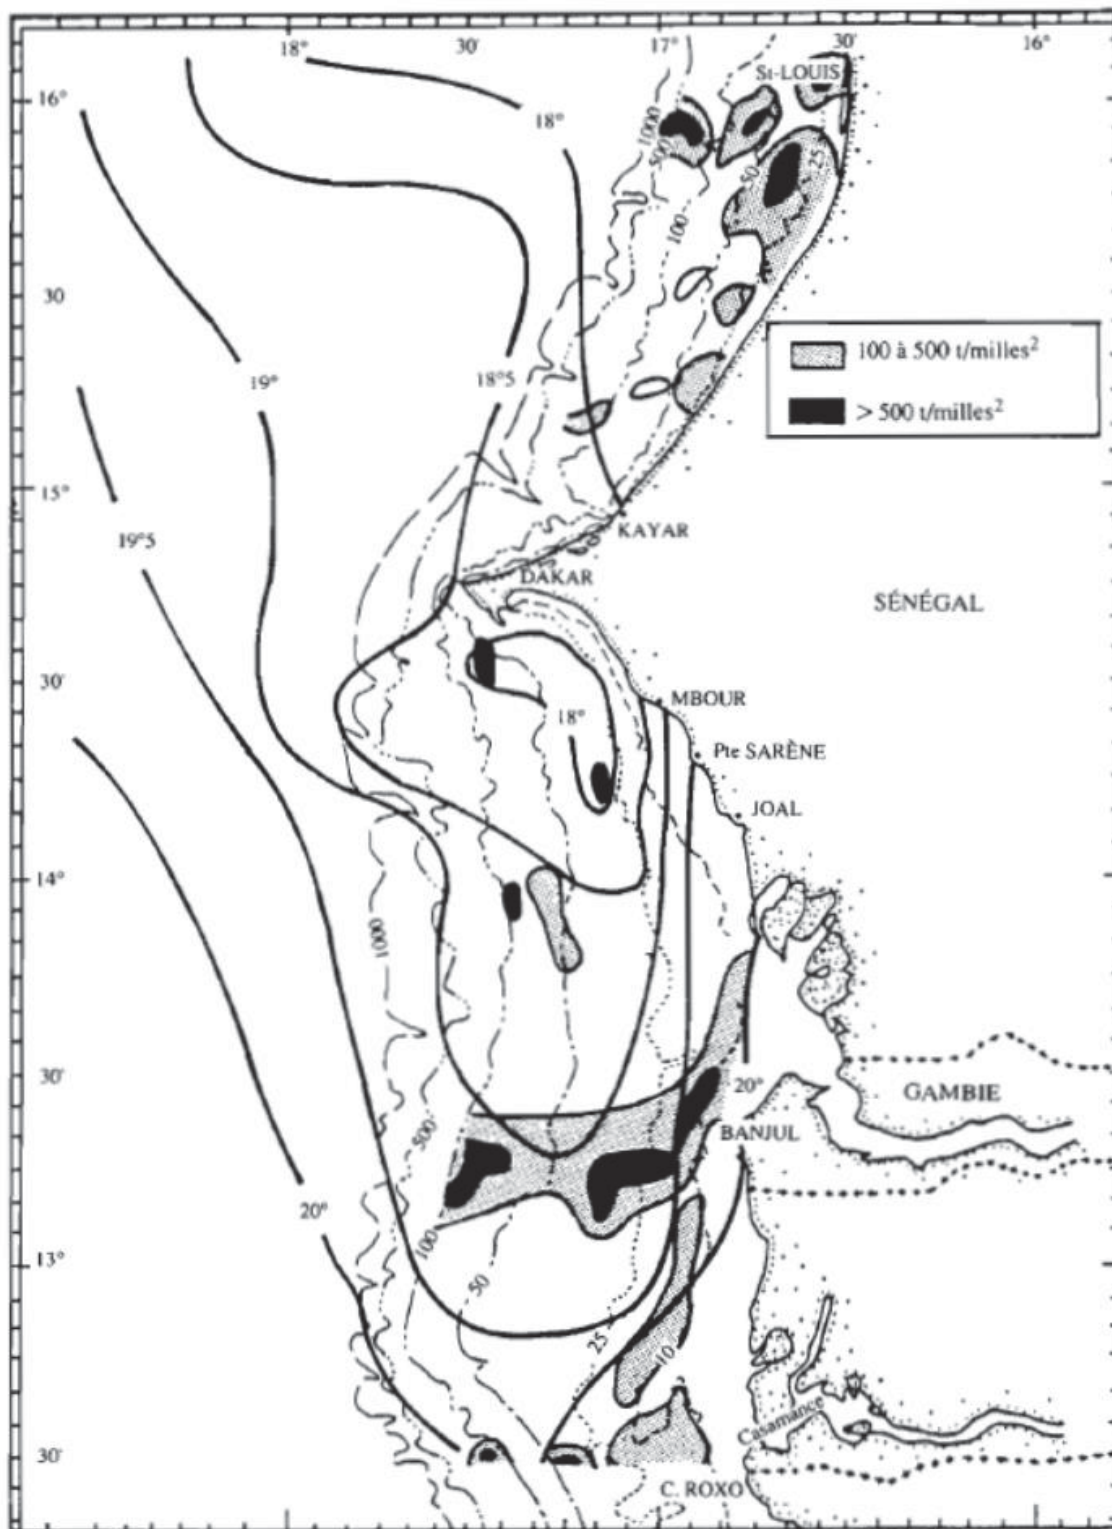 18° 30' 17° 30' 16°
St-LOUIS
16°
18°
1000
500
25
50
100
30
100 à 500 t/milles²
> 500 t/milles²
19°
18°5
15°
KAYAR
19°5
DAKAR
SÉNÉGAL
30'
MBOUR
18°
Pte SARÈNE
JOAL
14°
1000
30'
20°
GAMBIE
500
BANJUL
20°
100
13°
50
25
10
Casamance
30'
C. ROXO